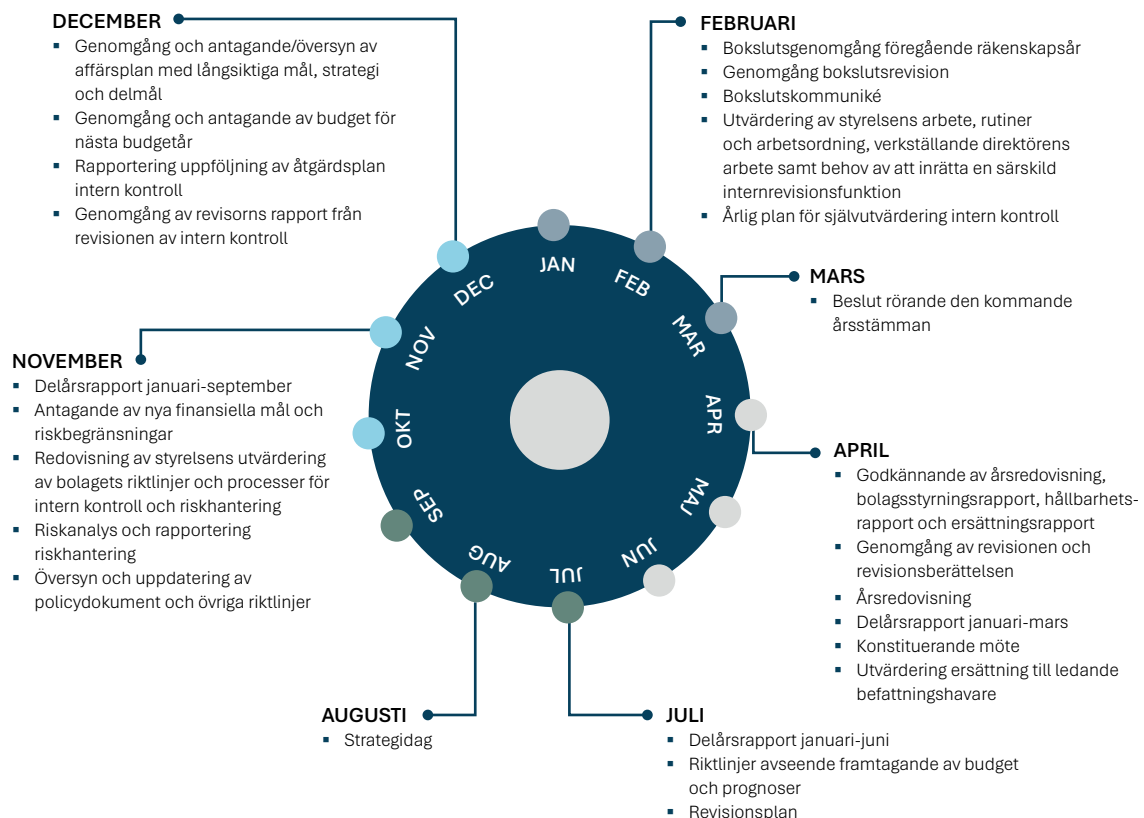 DECEMBER
▪ Genomgång och antagande/översyn av
affärsplan med långsiktiga mål, strategi
och delmål
▪ Genomgång och antagande av budget för
nästa budgetår
▪ Rapportering uppföljning av åtgärdsplan
intern kontroll
▪ Genomgång av revisorns rapport från
revisionen av intern kontroll
FEBRUARI
▪ Bokslutsgenomgång föregående räkenskapsår
▪ Genomgång bokslutsrevision
▪ Bokslutskommuniké
▪ Utvärdering av styrelsens arbete, rutiner
och arbetsordning, verkställande direktörens
arbete samt behov av att inrätta en särskild
internrevisionsfunktion
▪ Årlig plan för självutvärdering intern kontroll
MARS
▪ Beslut rörande den kommande
årsstämman
JAN
FEB
MAR
APR
MAJ
JUN
JUL
AUG
SEP
OKT
NOV
DEC
NOVEMBER
▪ Delårsrapport januari-september
▪ Antagande av nya finansiella mål och
riskbegränsningar
▪ Redovisning av styrelsens utvärdering
av bolagets riktlinjer och processer för
intern kontroll och riskhantering
▪ Riskanalys och rapportering
riskhantering
▪ Översyn och uppdatering av
policydokument och övriga riktlinjer
APRIL
▪ Godkännande av årsredovisning,
bolagsstyrningsrapport, hållbarhets-
rapport och ersättningsrapport
▪ Genomgång av revisionen och
revisionsberättelsen
▪ Årsredovisning
▪ Delårsrapport januari-mars
▪ Konstituerande möte
▪ Utvärdering ersättning till ledande
befattningshavare
AUGUSTI
▪ Strategidag
JULI
▪ Delårsrapport januari-juni
▪ Riktlinjer avseende framtagande av budget
och prognoser
▪ Revisionsplan